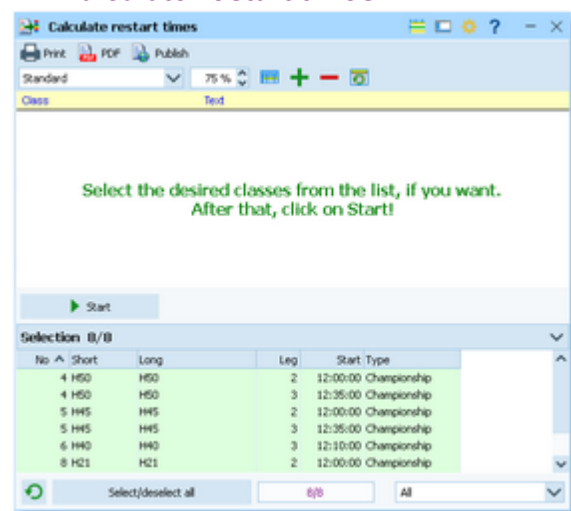 Calculate restart times
Print PDF Publish
Standard 75 %
Class Text
Select the desired classes from the list, if you want.
After that, click on Start!
Start
Selection 8/8
No Short Long Leg Start Type
4 H50 H50 2 12:00:00 Championship
4 H50 H50 3 12:35:00 Championship
5 H45 H45 2 12:00:00 Championship
5 H45 H45 3 12:35:00 Championship
6 H40 H40 3 12:10:00 Championship
8 H21 H21 2 12:00:00 Championship
Select/deselect all 8/8 All